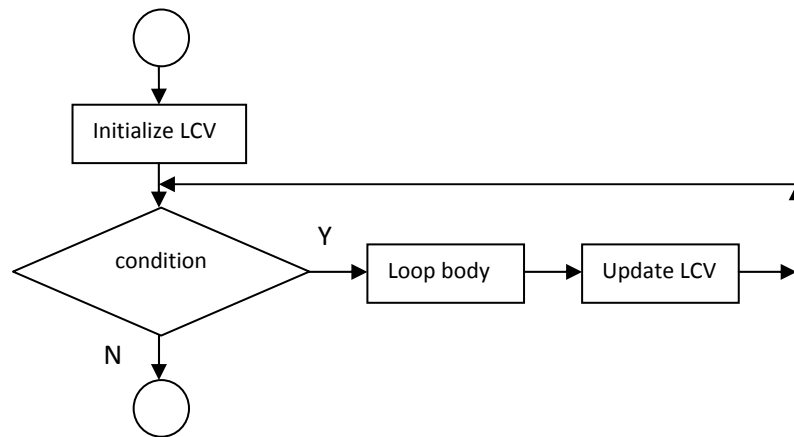 Initialize LCV
condition
Y
Loop body
Update LCV
N